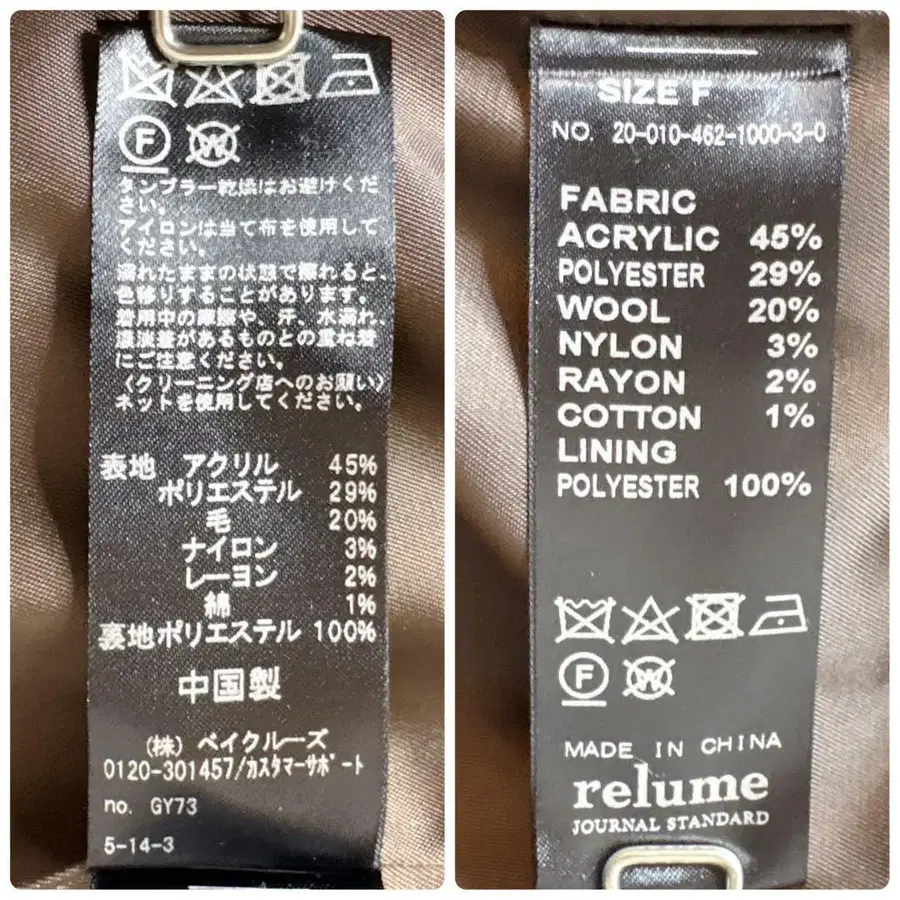 タンブラー乾燥はお避けくだ
さい。
アイロンは当て布を使用して
ください。
濡れたままの状態で擦れると、
色移りすることがあります。
着用中の摩擦や、汗、水濡れ、
濃淡差があるものとの重ね着
にご注意ください。
〈クリーニング店へのお願い〉
ネットを使用してください。
表地 アクリル 45%
ポリエステル 29%
毛 20%
ナイロン 3%
レーヨン 2%
綿 1%
裏地ポリエステル 100%
中国製
(株) ベイクルーズ
0120-301457/カスタマーサポート
no. GY73
5-14-3
SIZE F
NO. 20-010-462-1000-3-0
FABRIC
ACRYLIC 45%
POLYESTER 29%
WOOL 20%
NYLON 3%
RAYON 2%
COTTON 1%
LINING
POLYESTER 100%
F W
MADE IN CHINA
relume
JOURNAL STANDARD